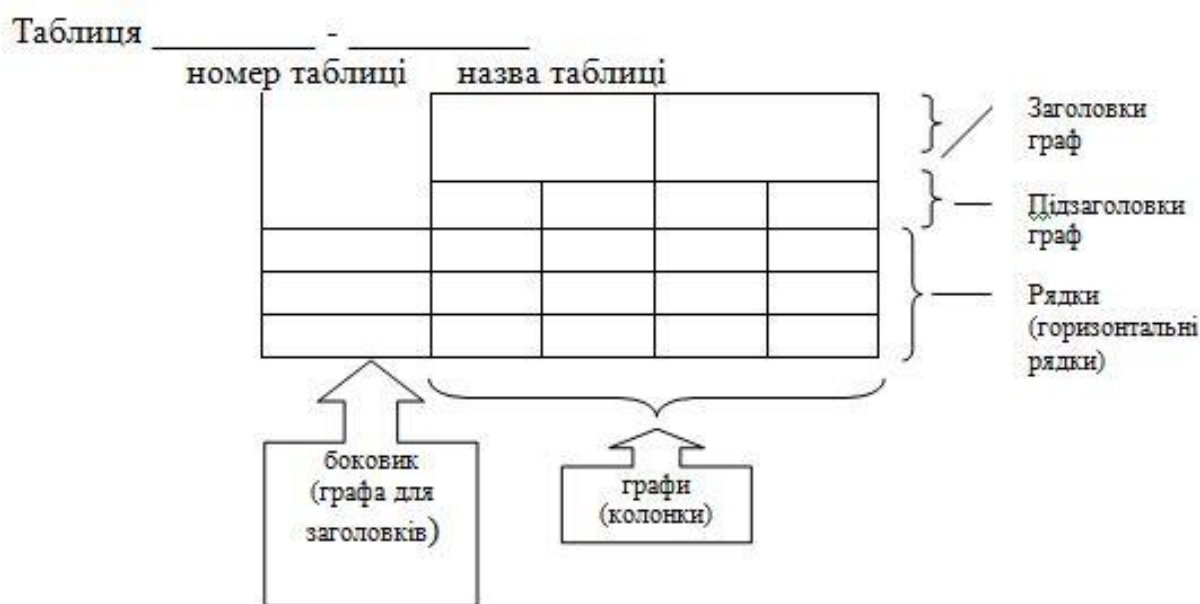 Таблиця __________ - ___________
номер таблиці назва таблиці
Заголовки
граф
Підзаголовки
граф
Рядки
(горизонтальні
рядки)
боковик
(графа для
заголовків)
графи
(колонки)